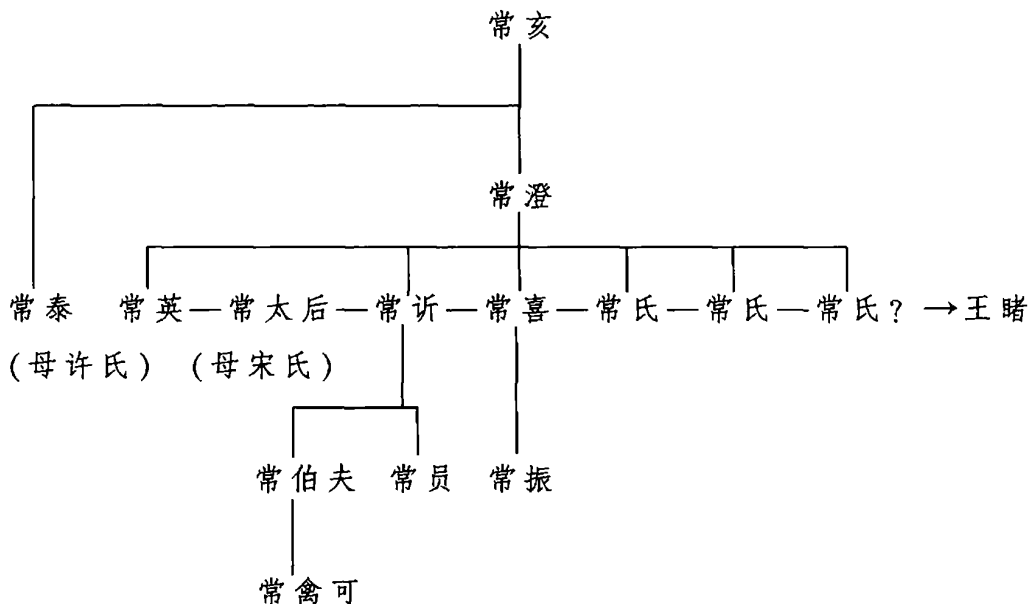 常亥
常澄
常泰 常英—常太后—常䜣—常喜—常氏—常氏—常氏？→王睹
(母许氏) (母宋氏)
常伯夫 常员 常振
常禽可